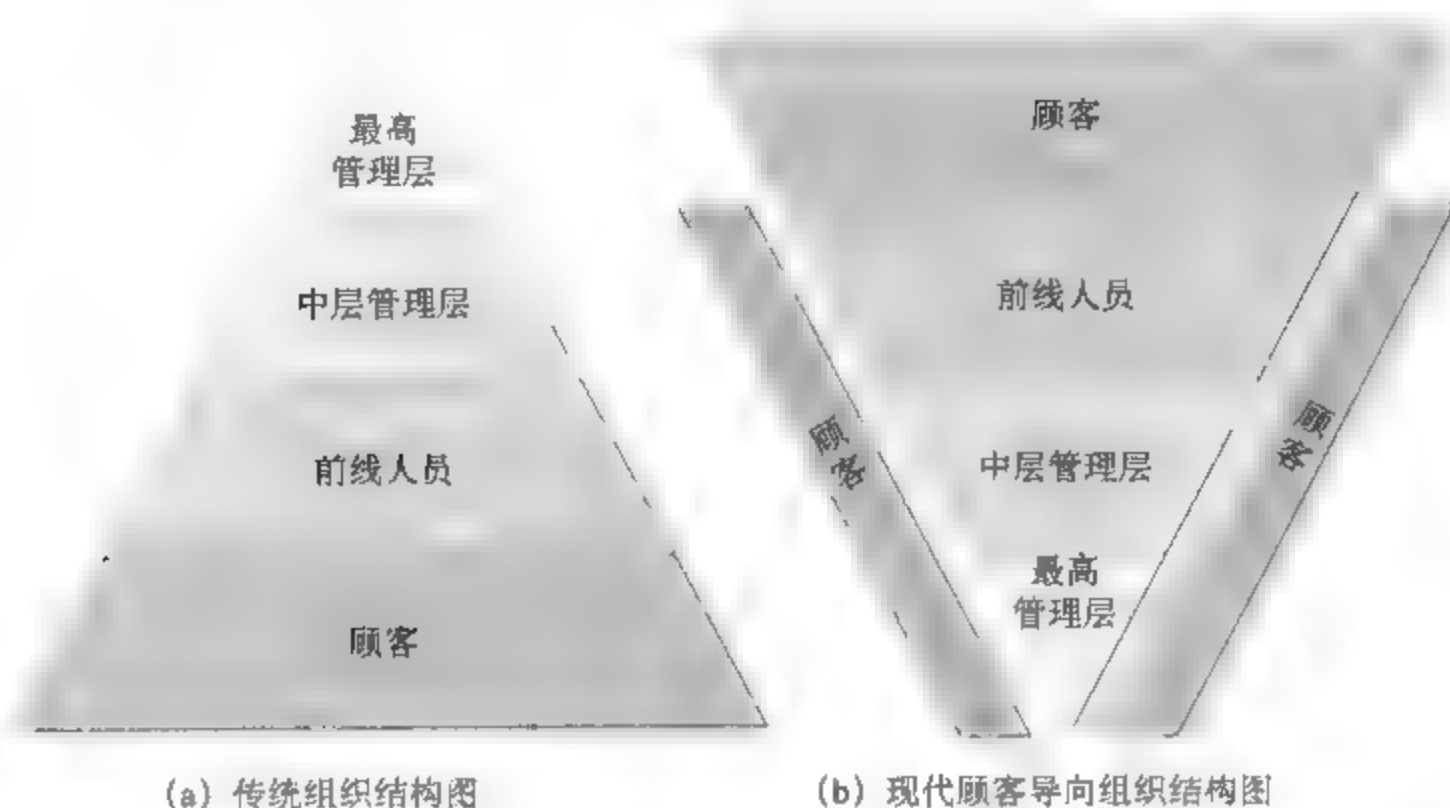 最高
管理层
中层管理层
前线人员
顾客
(a) 传统组织结构图
顾客
前线人员
中层管理层
最高
管理层
顾客
顾客
(b) 现代顾客导向组织结构图